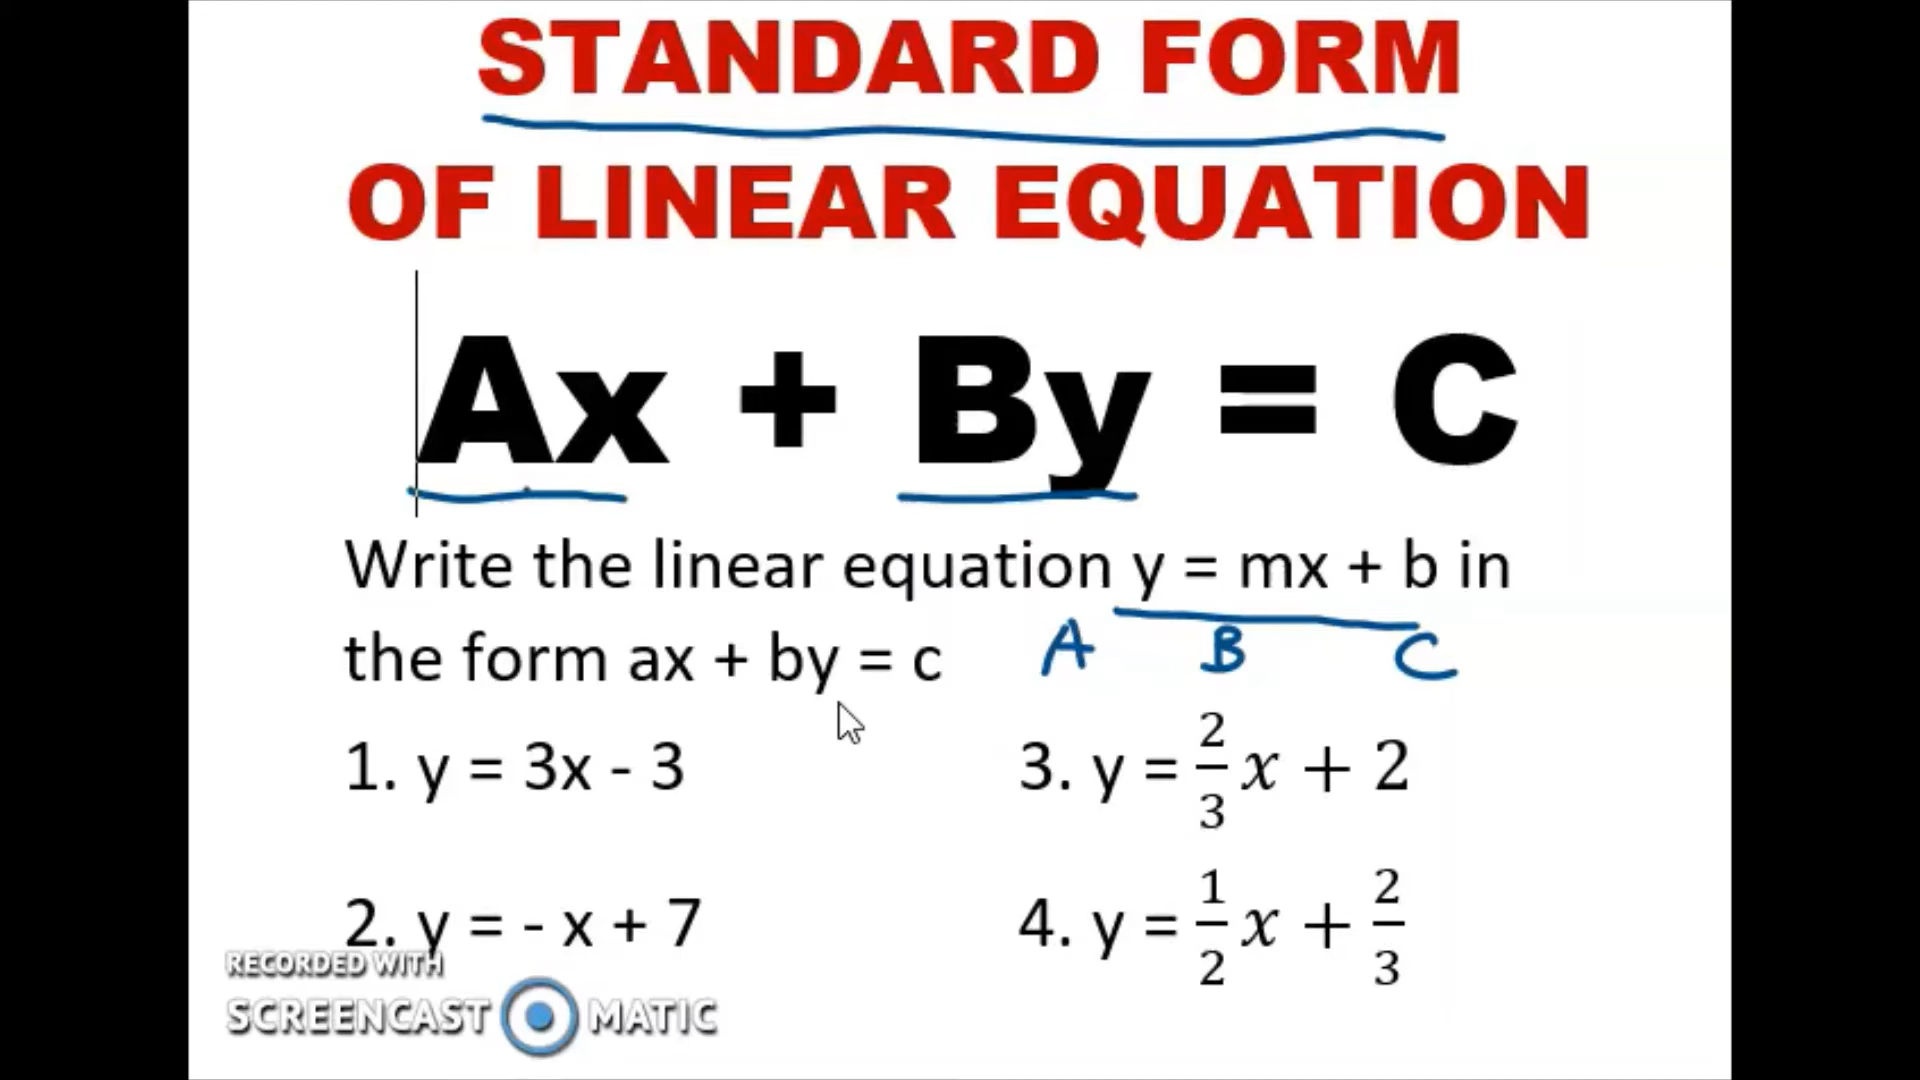 STANDARD FORM
OF LINEAR EQUATION
Ax + By = C
Write the linear equation y = mx + b in
the form ax + by = c
A B C
1. y = 3x - 3
3. y = 2/3 x + 2
2. y = - x + 7
4. y = 1/2 x + 2/3
RECORDED WITH
SCREENCAST MATIC